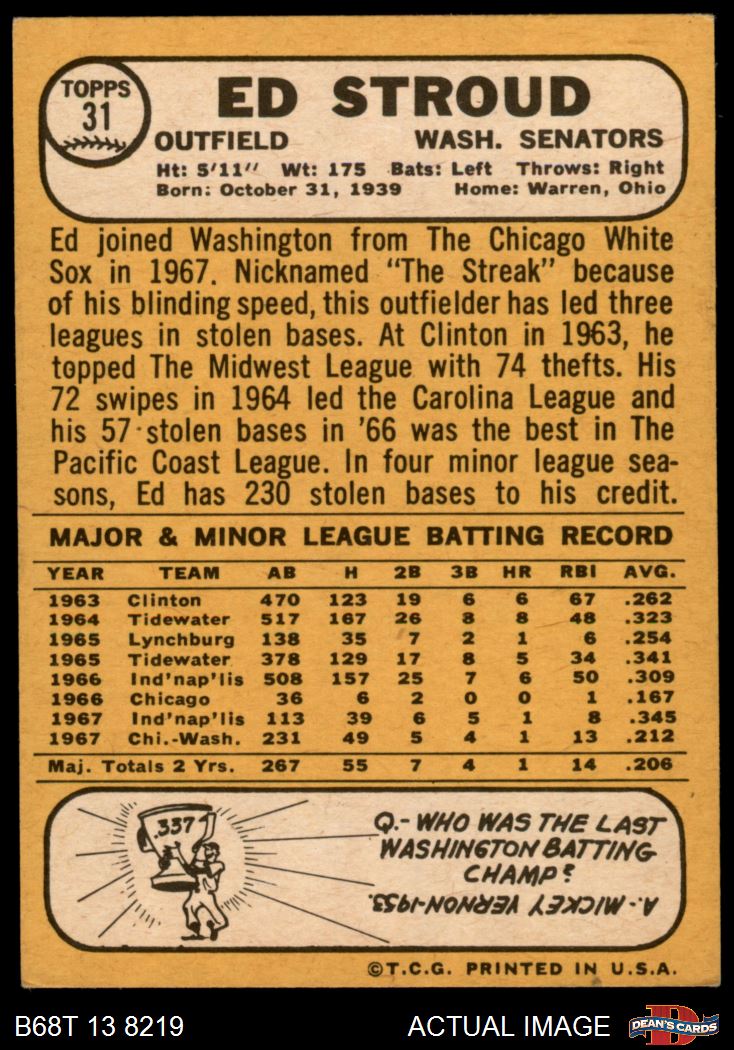 TOPPS
31
ED STROUD
OUTFIELD WASH. SENATORS
Ht: 5'11" Wt: 175 Bats: Left Throws: Right
Born: October 31, 1939 Home: Warren, Ohio
Ed joined Washington from The Chicago White
Sox in 1967. Nicknamed "The Streak" because
of his blinding speed, this outfielder has led three
leagues in stolen bases. At Clinton in 1963, he
topped The Midwest League with 74 thefts. His
72 swipes in 1964 led the Carolina League and
his 57 stolen bases in '66 was the best in The
Pacific Coast League. In four minor league sea-
sons, Ed has 230 stolen bases to his credit.
MAJOR & MINOR LEAGUE BATTING RECORD
YEAR TEAM AB H 2B 3B HR RBI AVG.
1963 Clinton 470 123 19 6 6 67 .262
1964 Tidewater 517 167 26 8 8 48 .323
1965 Lynchburg 138 35 7 2 1 6 .254
1965 Tidewater 378 129 17 8 5 34 .341
1966 Ind'nap'lis 508 157 25 7 6 50 .309
1966 Chicago 36 6 2 0 0 1 .167
1967 Ind'nap'lis 113 39 6 5 1 8 .345
1967 Chi.-Wash. 231 49 5 4 1 13 .212
Maj. Totals 2 Yrs. 267 55 7 4 1 14 .206
.337
Q.- WHO WAS THE LAST
WASHINGTON BATTING
CHAMP?
A.- MICKEY VERNON-1953.
©T.C.G. PRINTED IN U.S.A.
B68T 13 8219 ACTUAL IMAGE
D
DEAN'S CARDS